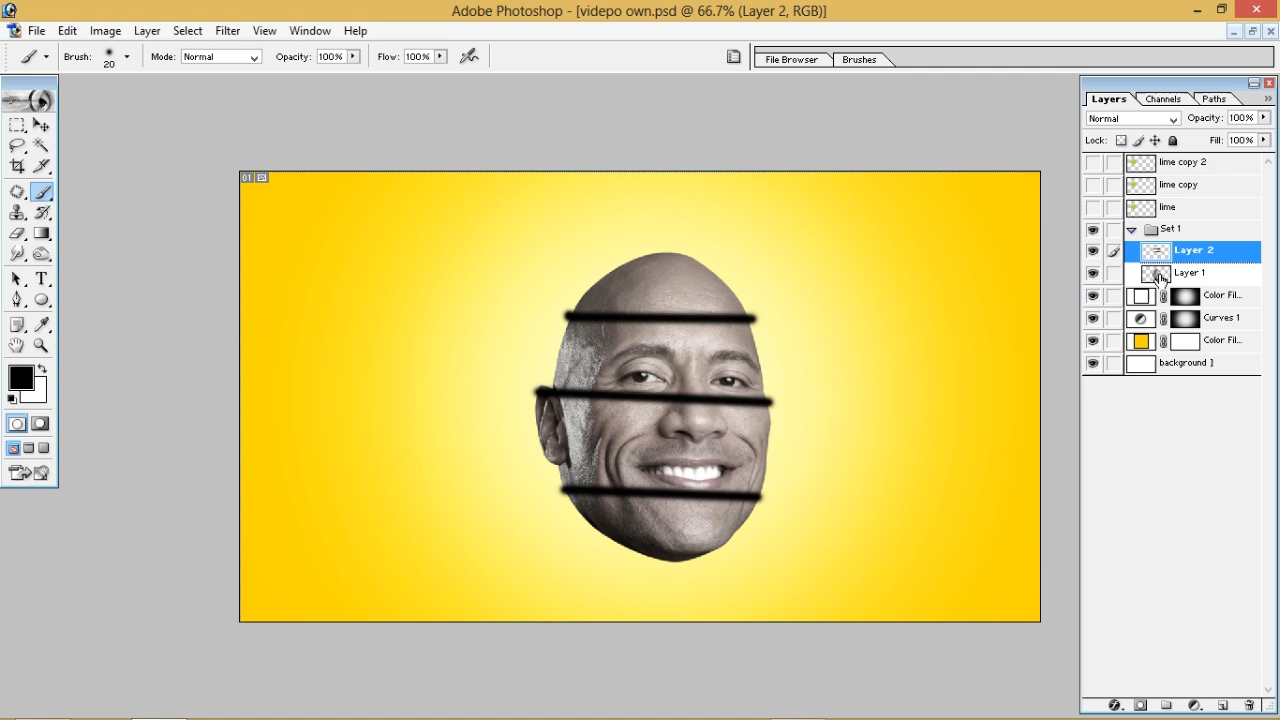 Adobe Photoshop - [videpo own.psd @ 66.7% (Layer 2, RGB)]
File Edit Image Layer Select Filter View Window Help
Brush: 20 Mode: Normal Opacity: 100% Flow: 100% File Browser Brushes
Layers Channels Paths
Normal Opacity: 100%
Lock: Fill: 100%
lime copy 2
lime copy
lime
Set 1
Layer 2
Layer 1
Color Fil...
Curves 1
Color Fil...
background ]
01
T